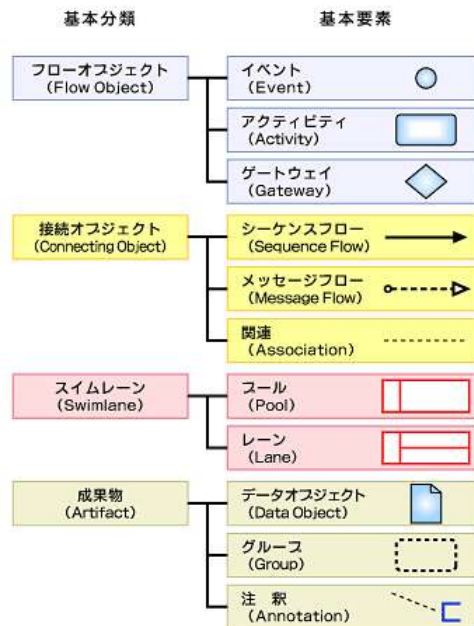 基本分類
基本要素
フローオブジェクト
(Flow Object)
イベント
(Event)
アクティビティ
(Activity)
ゲートウェイ
(Gateway)
接続オブジェクト
(Connecting Object)
シーケンスフロー
(Sequence Flow)
メッセージフロー
(Message Flow)
関連
(Association)
スイムレーン
(Swimlane)
プール
(Pool)
レーン
(Lane)
成果物
(Artifact)
データオブジェクト
(Data Object)
グループ
(Group)
注 釈
(Annotation)